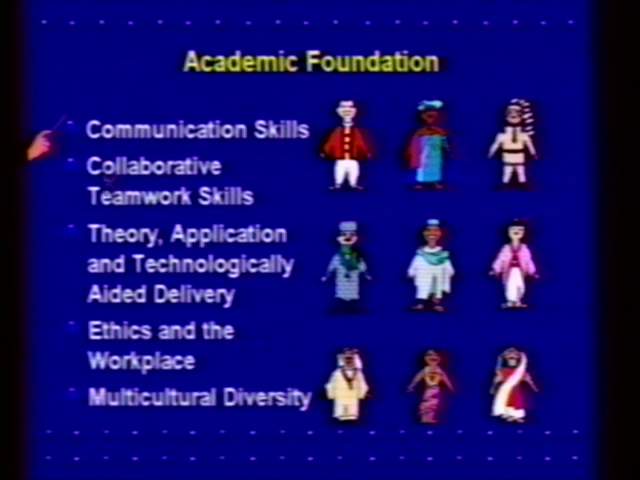 Academic Foundation
Communication Skills
Collaborative
Teamwork Skills
Theory, Application
and Technologically
Aided Delivery
Ethics and the
Workplace
Multicultural Diversity